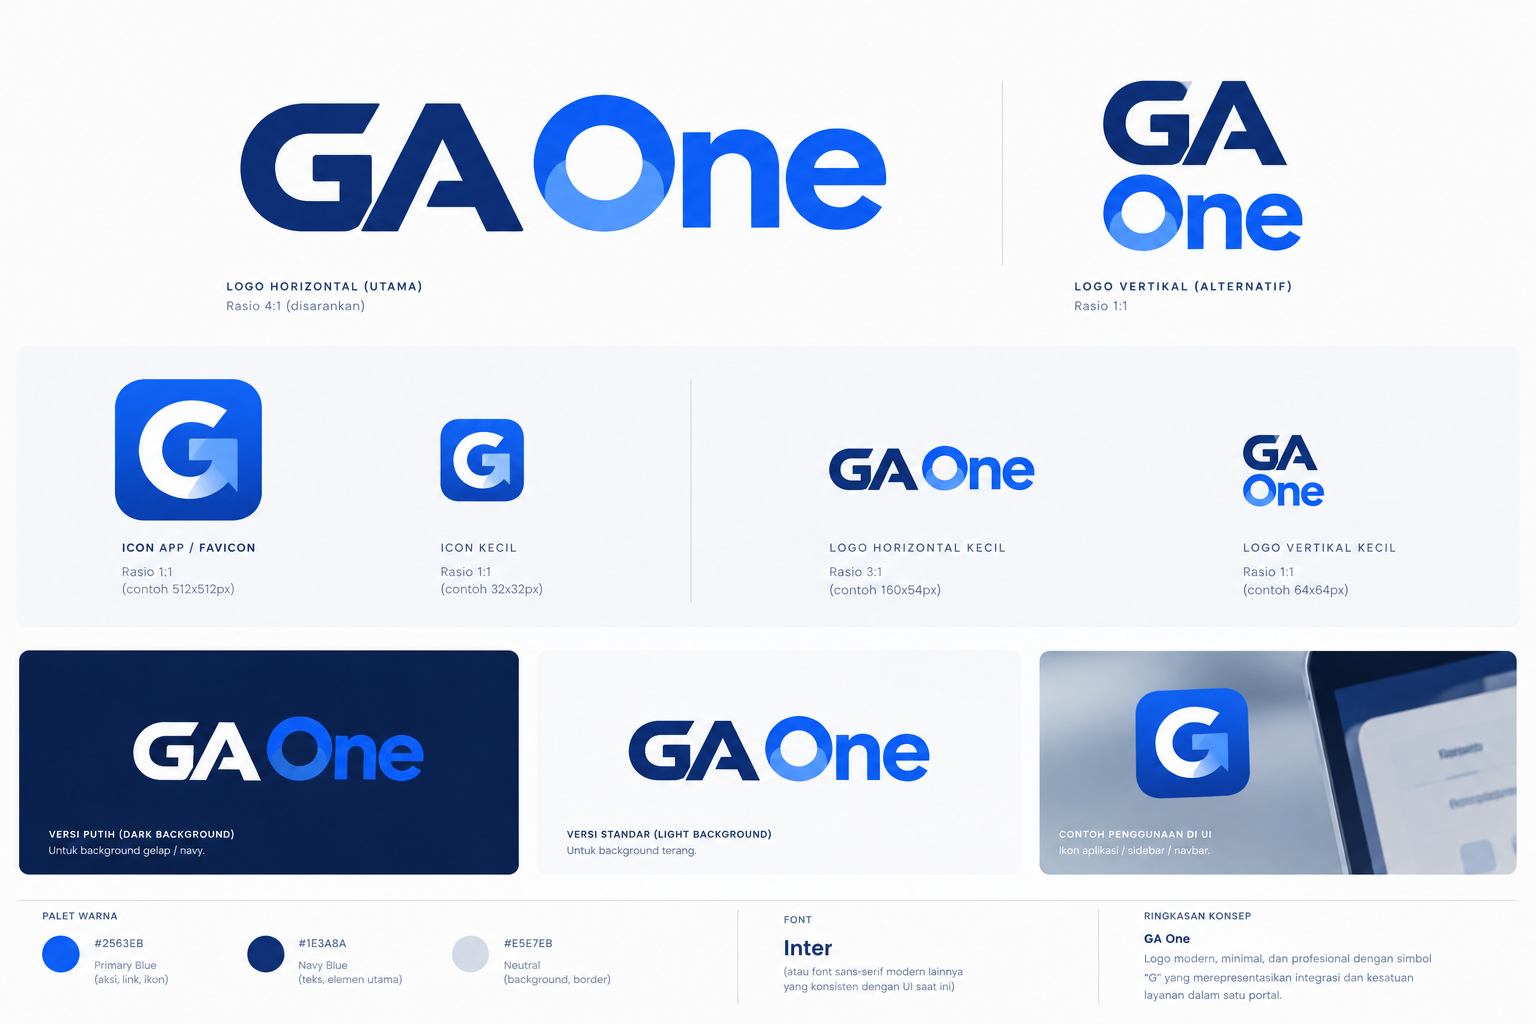 GA One
GA
One
LOGO HORIZONTAL (UTAMA)
Rasio 4:1 (disarankan)
LOGO VERTIKAL (ALTERNATIF)
Rasio 1:1
G
G
GA One
GA
One
ICON APP / FAVICON
Rasio 1:1
(contoh 512x512px)
ICON KECIL
Rasio 1:1
(contoh 32x32px)
LOGO HORIZONTAL KECIL
Rasio 3:1
(contoh 160x54px)
LOGO VERTIKAL KECIL
Rasio 1:1
(contoh 64x64px)
GA One
VERSI PUTIH (DARK BACKGROUND)
Untuk background gelap / navy.
GA One
VERSI STANDAR (LIGHT BACKGROUND)
Untuk background terang.
G
CONTOH PENGGUNAAN DI UI
Ikon aplikasi / sidebar / navbar.
PALET WARNA
#2563EB
Primary Blue
(aksi, link, ikon)
#1E3A8A
Navy Blue
(teks, elemen utama)
#E5E7EB
Neutral
(background, border)
FONT
Inter
(atau font sans-serif modern lainnya
yang konsisten dengan UI saat ini)
RINGKASAN KONSEP
GA One
Logo modern, minimal, dan profesional dengan simbol
"G" yang merepresentasikan integrasi dan kesatuan
layanan dalam satu portal.